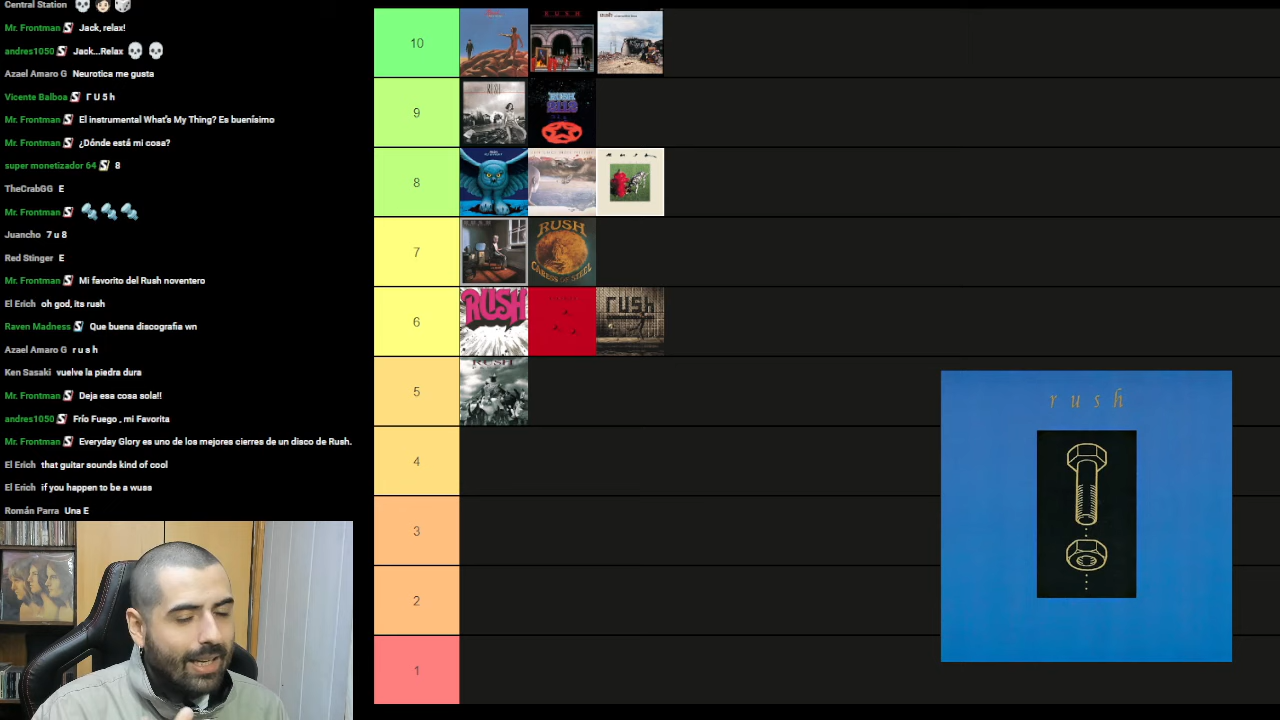 Central Station
Mr. Frontman Jack, relax!
andres1050 Jack...Relax
Azael Amaro G Neurotica me gusta
Vicente Balboa Г U 5 h
Mr. Frontman El instrumental What's My Thing? Es buenísimo
Mr. Frontman ¿Dónde está mi cosa?
super monetizador 64 8
TheCrabGG E
Mr. Frontman
Juancho 7 u 8
Red Stinger E
Mr. Frontman Mi favorito del Rush noventero
El Erich oh god, its rush
Raven Madness Que buena discografia wn
Azael Amaro G r u s h
Ken Sasaki vuelve la piedra dura
Mr. Frontman Deja esa cosa sola!!
andres1050 Frío Fuego , mi Favorita
Mr. Frontman Everyday Glory es uno de los mejores cierres de un disco de Rush.
El Erich that guitar sounds kind of cool
El Erich if you happen to be a wuss
Román Parra Una E
10
RUSH
9
RUSH
RUSH
8
7
RUSH
CARESS OF STEEL
6
RUSH
rush
5
RUSH
4
3
2
1
rush